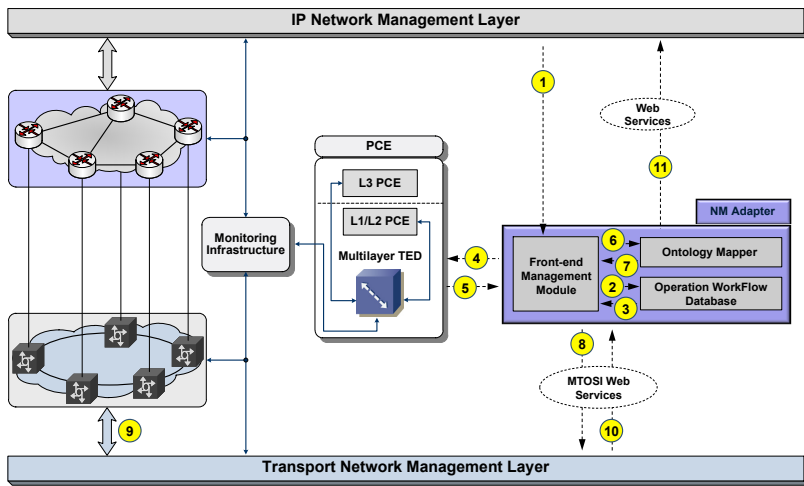 IP Network Management Layer
1
Web
Services
11
PCE
L3 PCE
L1/L2 PCE
Multilayer TED
Monitoring
Infrastructure
4
5
NM Adapter
Front-end
Management
Module
6
7
2
3
Ontology Mapper
Operation WorkFlow
Database
8
MTOSI Web
Services
10
9
Transport Network Management Layer